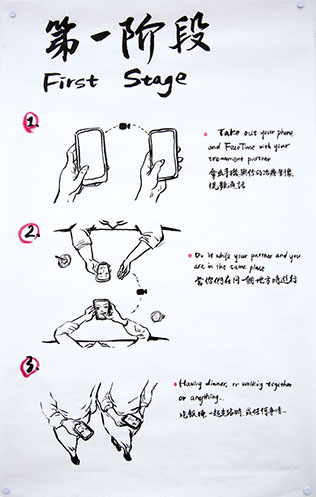 第一阶段
First Stage
1.
Take out your phone
and FaceTime with your
treatment partner
拿出手機與你的治療對像
視頻通話
2.
Do it while your partner and you
are in the same place
當你們在同一個地方時進行
3.
Having dinner, or walking together
or anything...
吃飯
一起走路時，或任何事情...